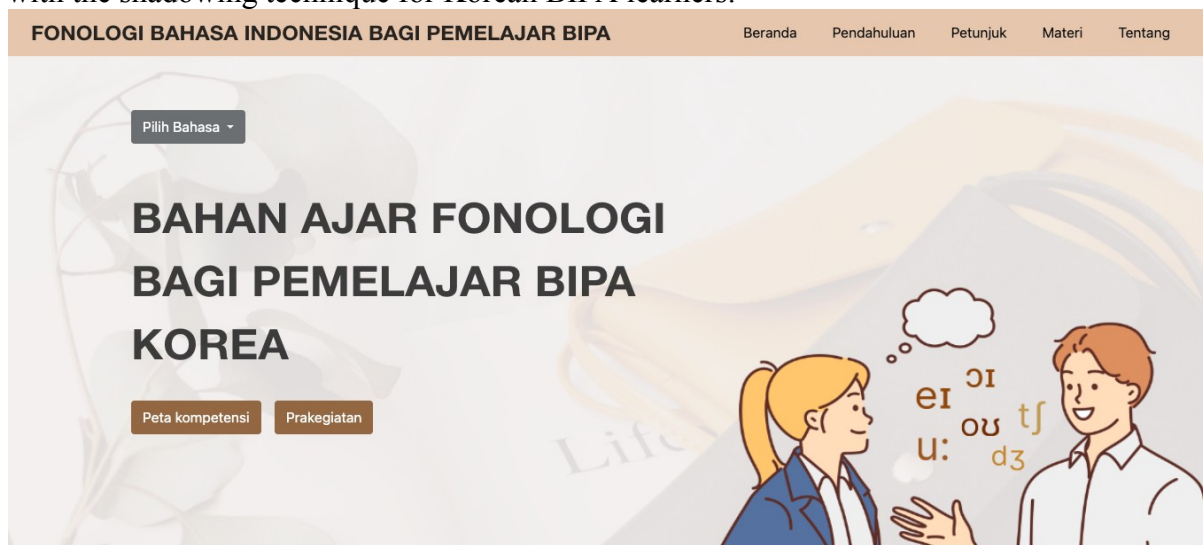 with the shadowing technique for Korean BIPA learners.
FONOLOGI BAHASA INDONESIA BAGI PEMELAJAR BIPA
Beranda Pendahuluan Petunjuk Materi Tentang
Pilih Bahasa
BAHAN AJAR FONOLOGI
BAGI PEMELAJAR BIPA
KOREA
Peta kompetensi Prakegiatan
Life
eɪ ɔɪ
oʊ tʃ
u: dʒ